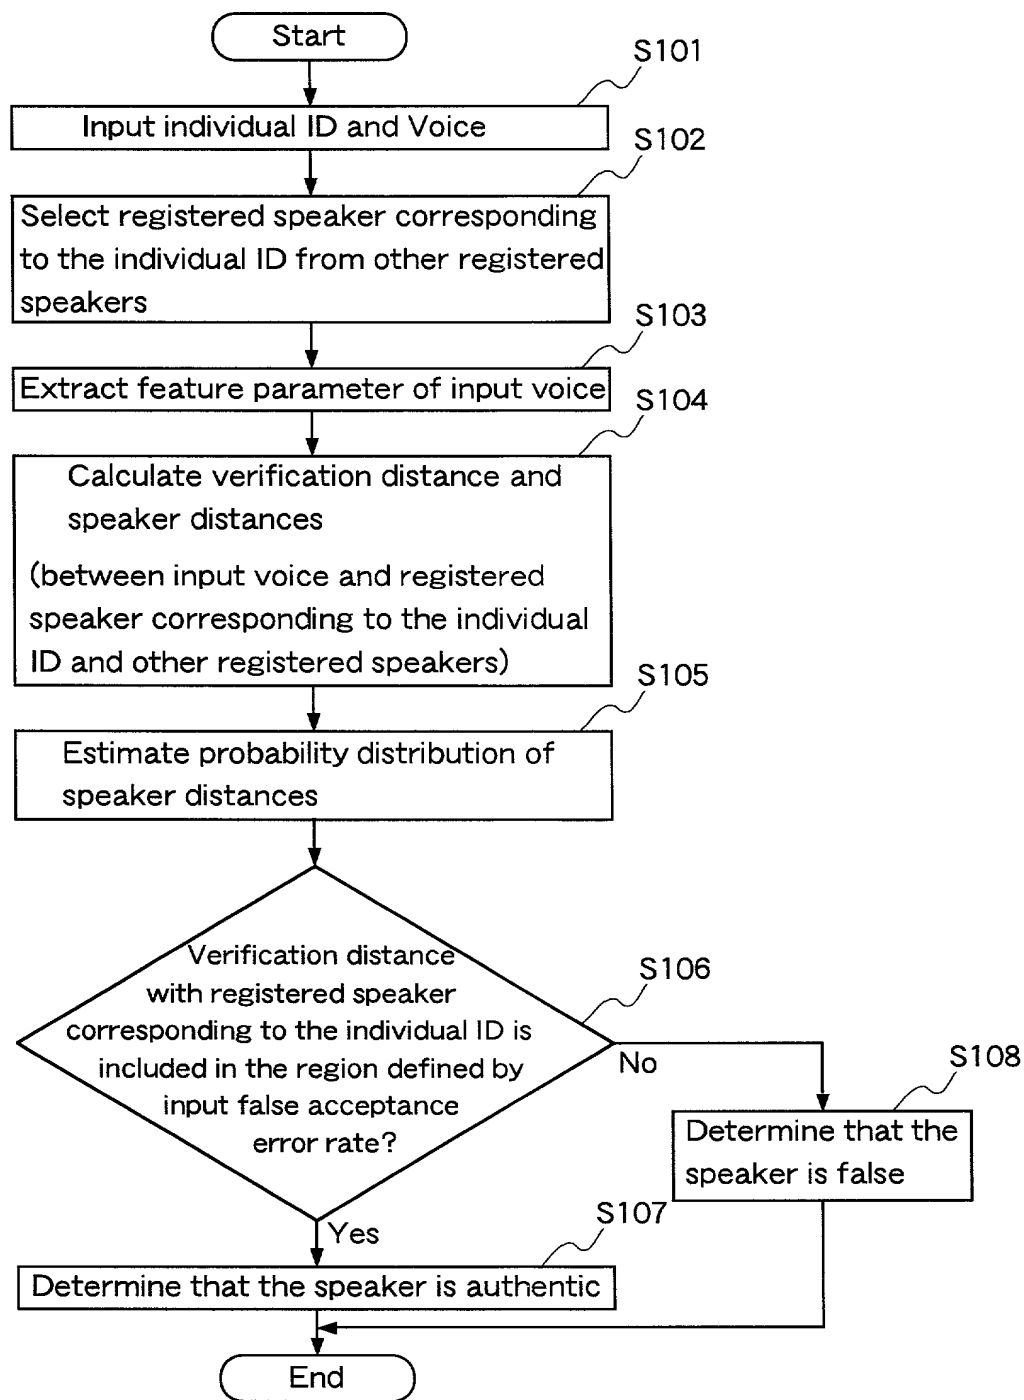 Start
S101
Input individual ID and Voice
S102
Select registered speaker corresponding
to the individual ID from other registered
speakers
S103
Extract feature parameter of input voice
S104
Calculate verification distance and
speaker distances
(between input voice and registered
speaker corresponding to the individual
ID and other registered speakers)
S105
Estimate probability distribution of
speaker distances
S106
Verification distance
with registered speaker
corresponding to the individual ID is
included in the region defined by
input false acceptance
error rate?
No
S108
Determine that the
speaker is false
Yes
S107
Determine that the speaker is authentic
End